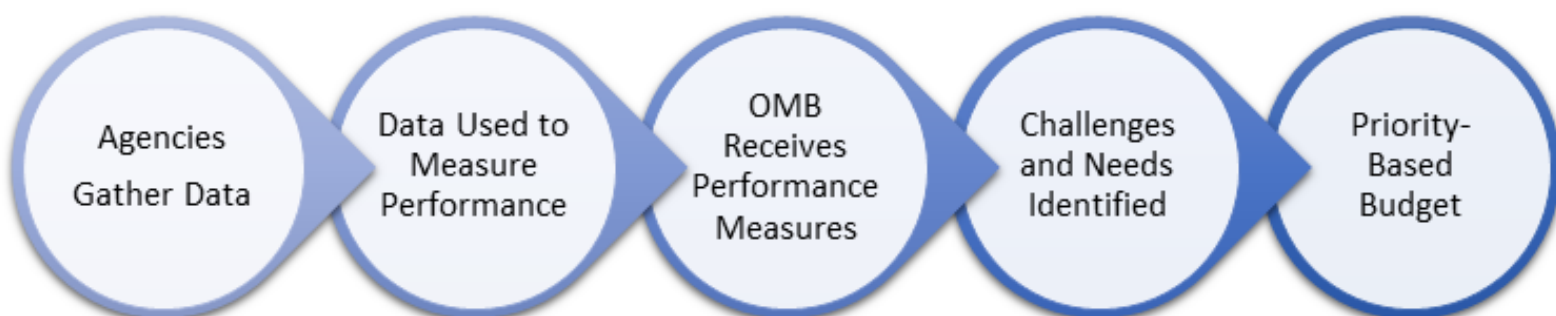 Agencies
Gather Data
Data Used to
Measure
Performance
OMB
Receives
Performance
Measures
Challenges
and Needs
Identified
Priority-
Based
Budget